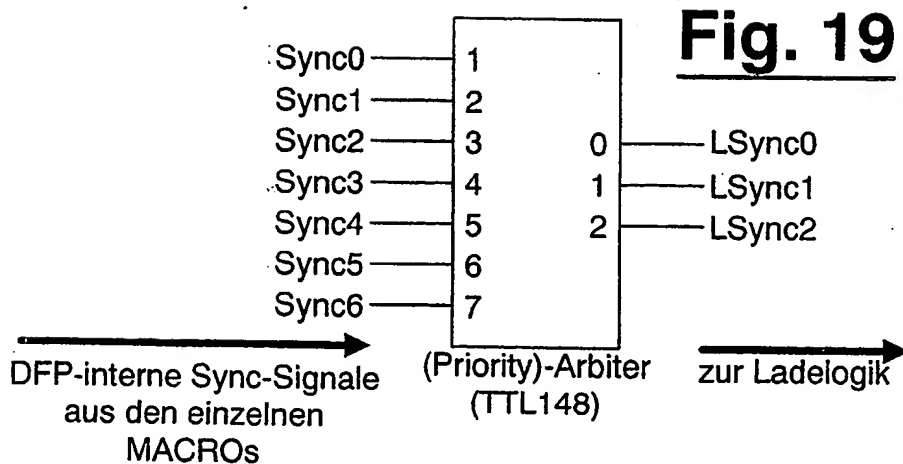 Fig. 19
Sync0 1
Sync1 2
Sync2 3 0 LSync0
Sync3 4 1 LSync1
Sync4 5 2 LSync2
Sync5 6
Sync6 7
DFP-interne Sync-Signale
aus den einzelnen
MACROs
(Priority)-Arbiter
(TTL148)
zur Ladelogik